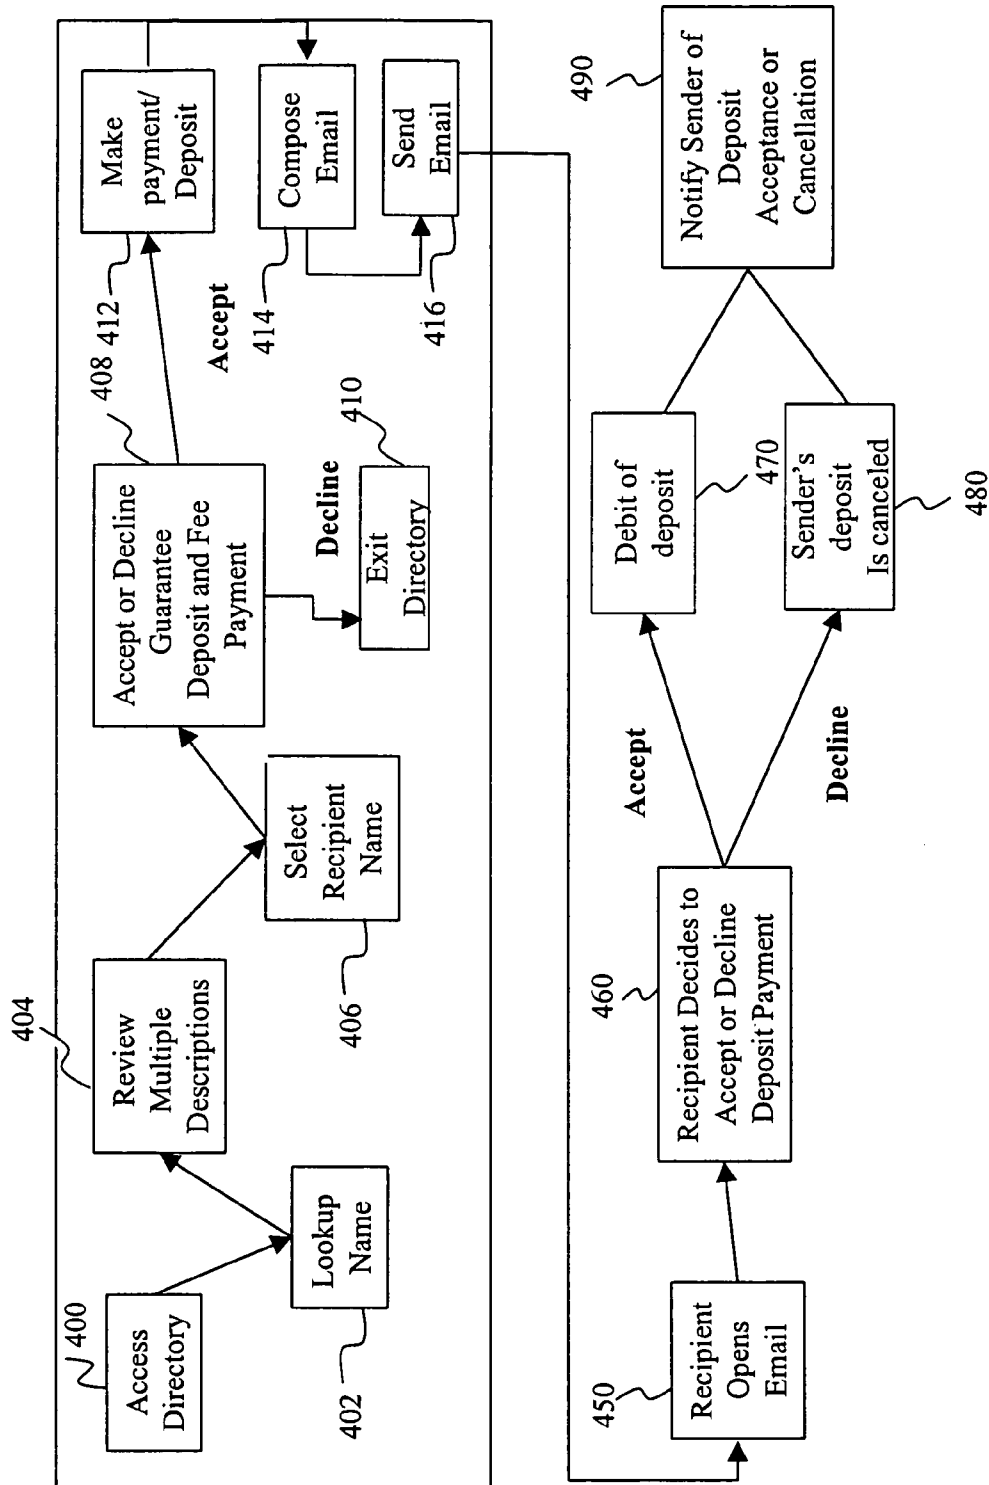 400
Access
Directory
Lookup
Name
402
404
Review
Multiple
Descriptions
Select
Recipient
Name
406
408
Accept or Decline
Guarantee
Deposit and Fee
Payment
Decline
410
Exit
Directory
Accept
412
Make
payment/
Deposit
414
Compose
Email
416
Send
Email
450
Recipient
Opens
Email
460
Recipient Decides to
Accept or Decline
Deposit Payment
Accept
Decline
Debit of
deposit
470
Sender's
deposit
Is canceled
480
490
Notify Sender of
Deposit
Acceptance or
Cancellation